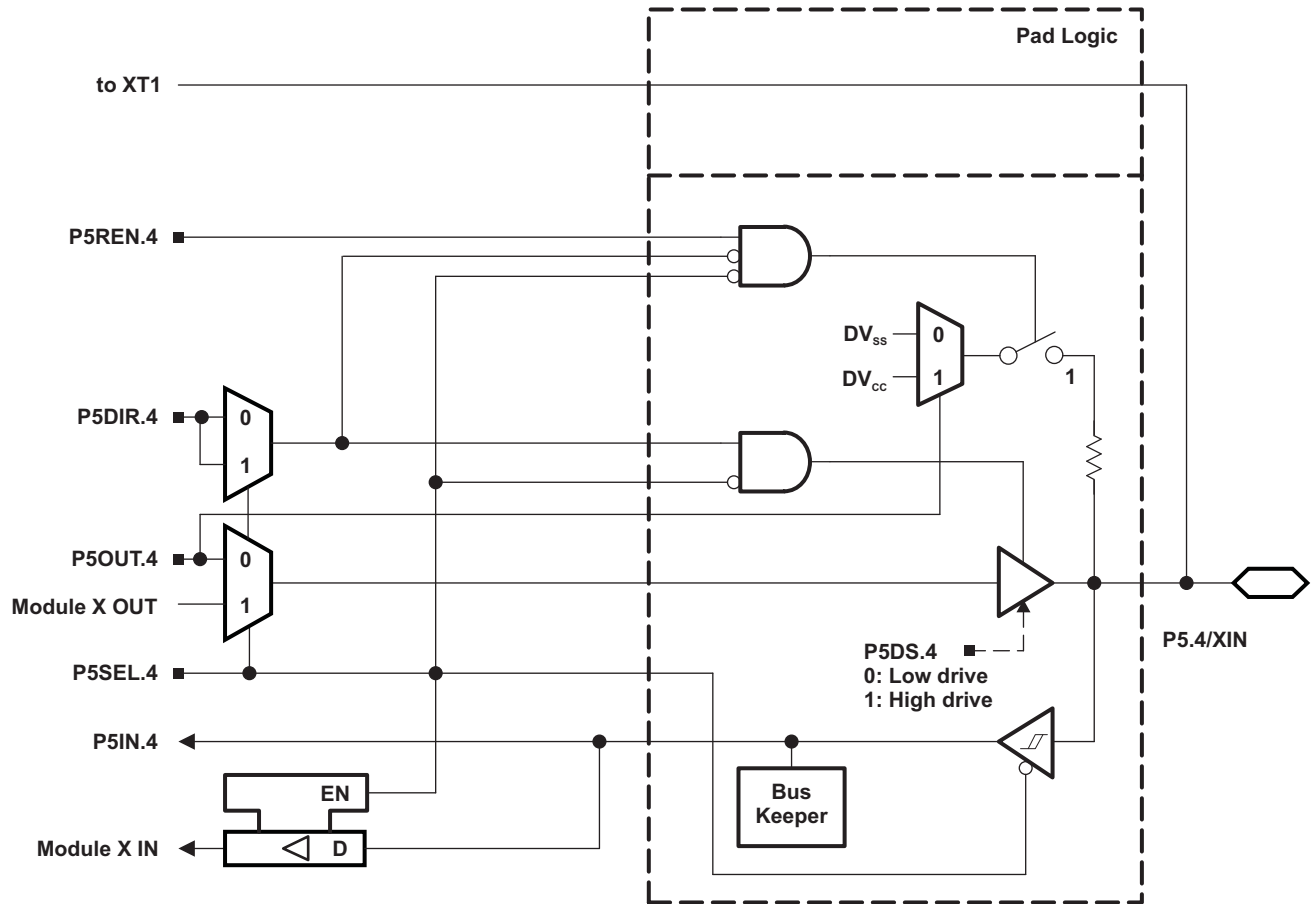 Pad Logic
to XT1
P5REN.4
DVSS
0
DVCC
1
1
P5DIR.4
0
1
P5OUT.4
0
Module X OUT
1
P5DS.4
0: Low drive
1: High drive
P5.4/XIN
P5SEL.4
P5IN.4
EN
Bus
Keeper
Module X IN
D